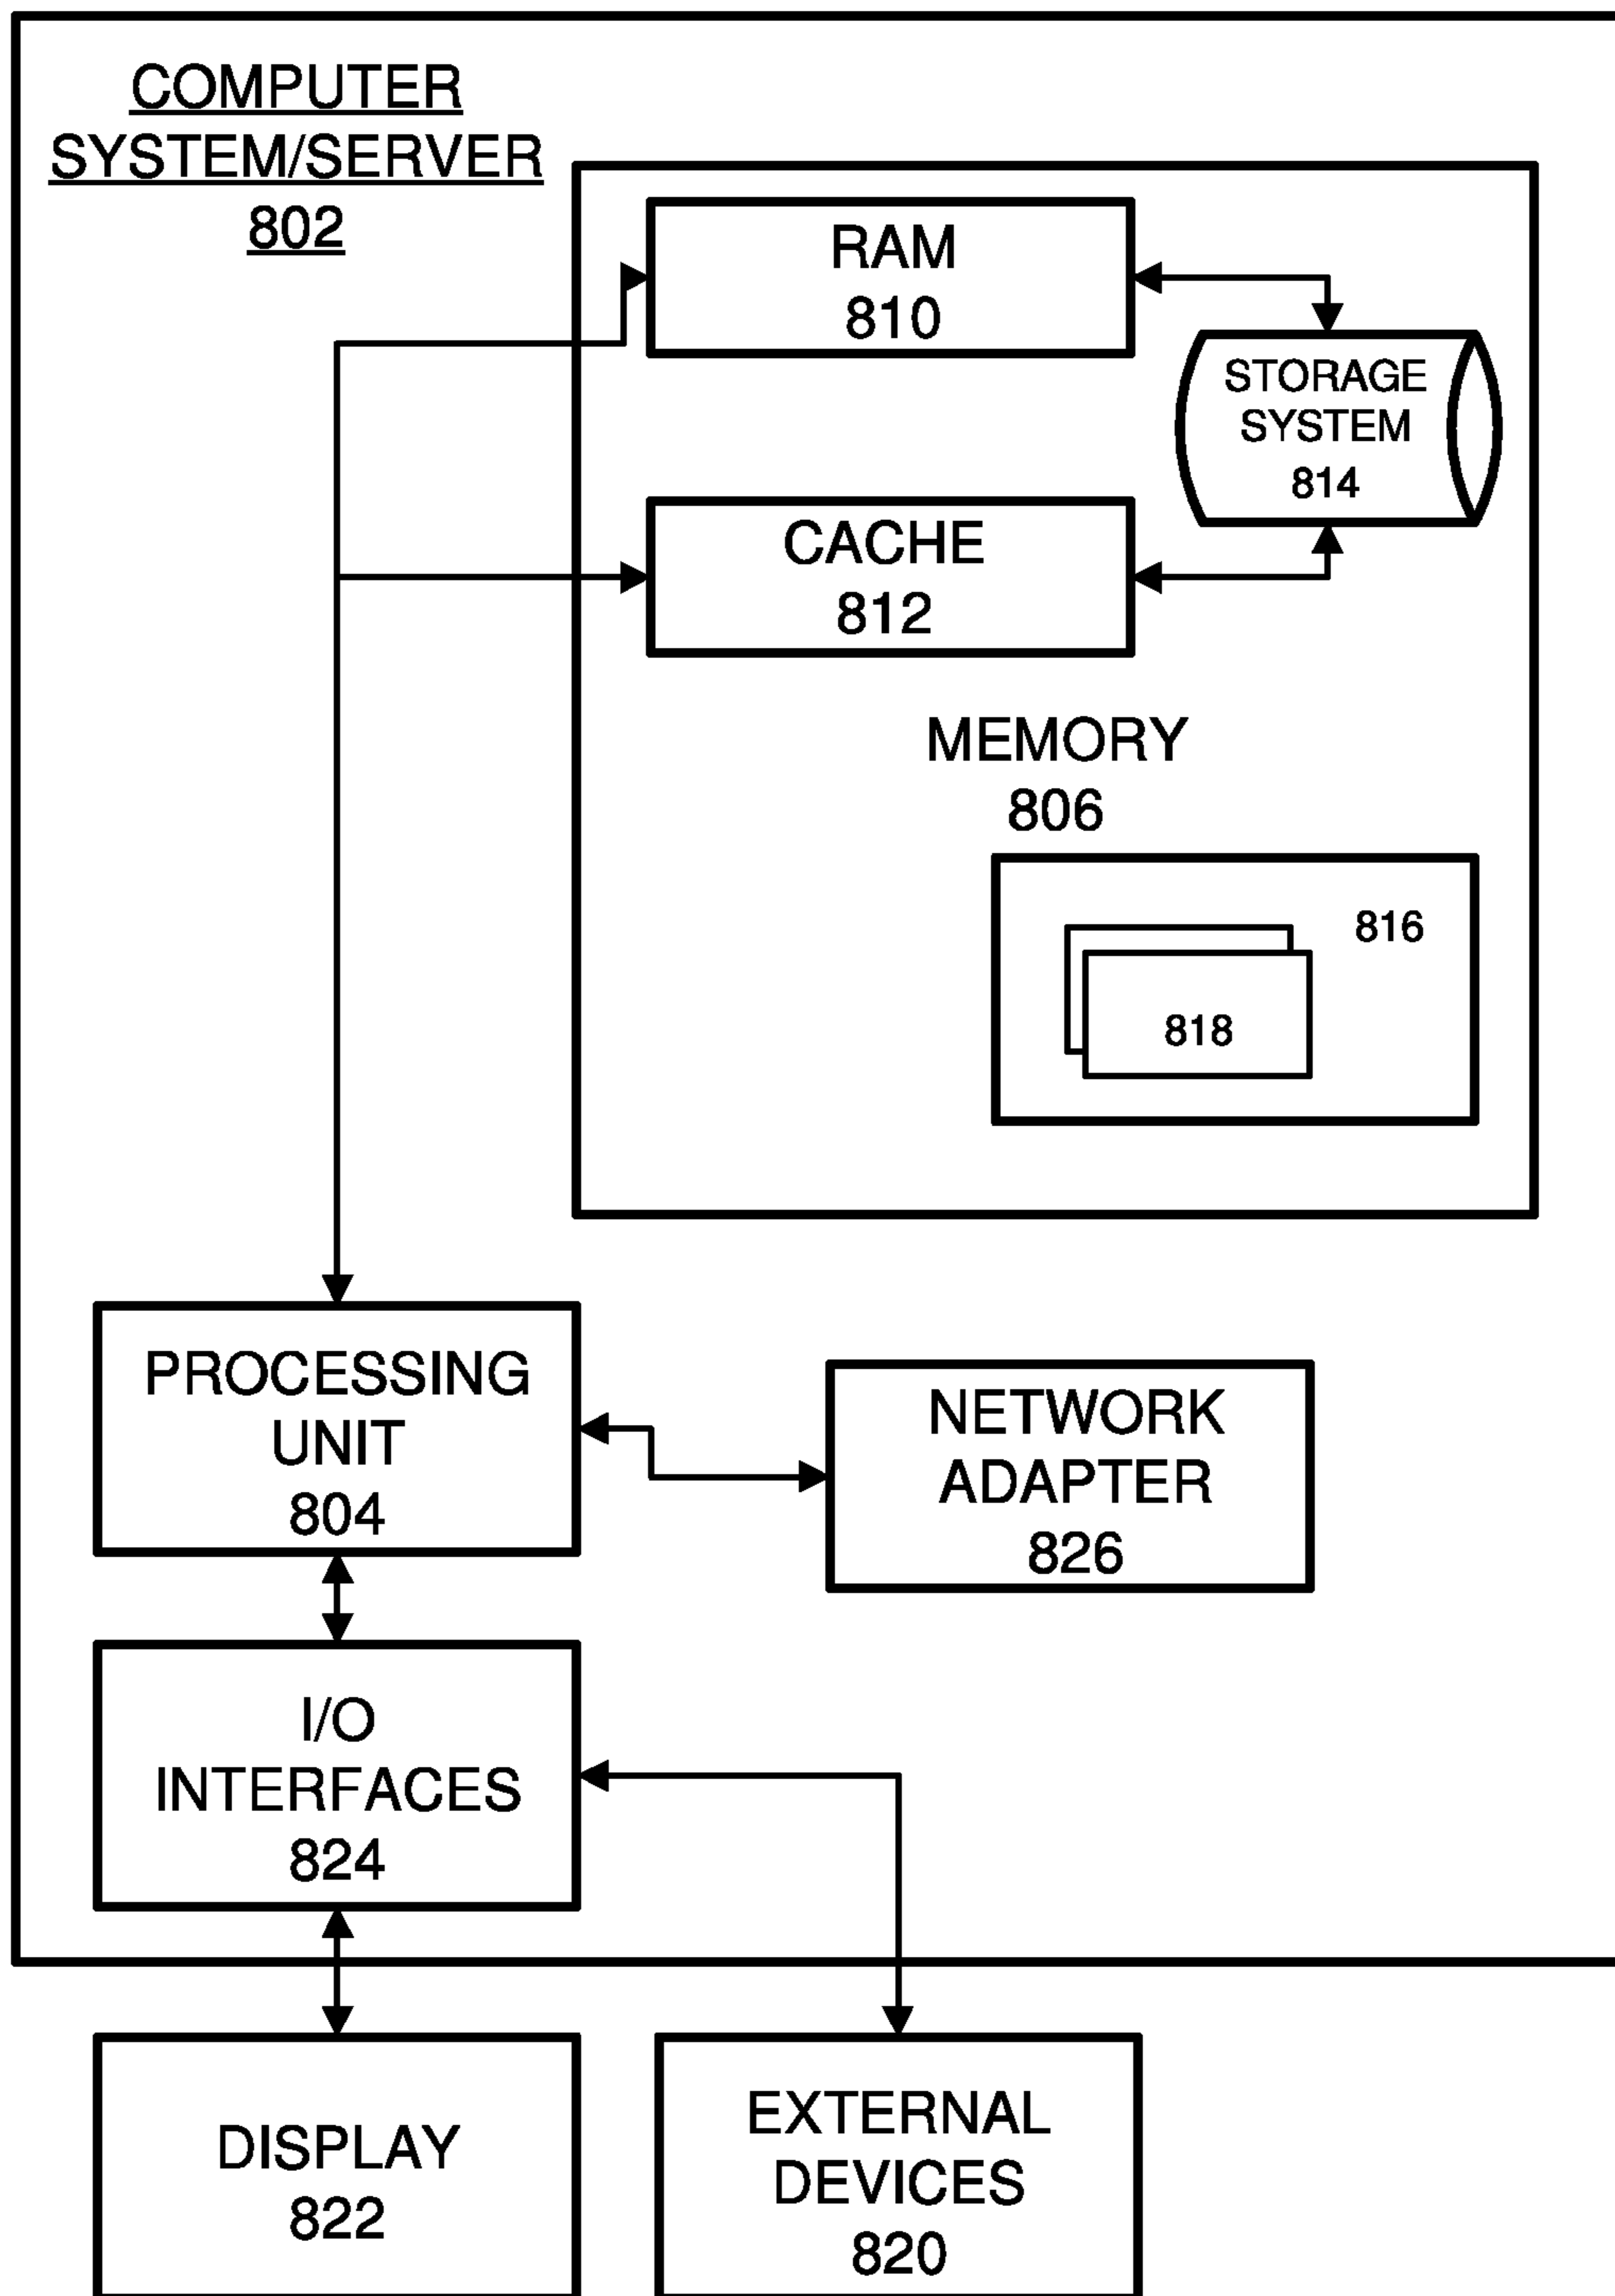 COMPUTER
SYSTEM/SERVER
802
RAM
810
STORAGE
SYSTEM
814
CACHE
812
MEMORY
806
816
818
PROCESSING
UNIT
804
NETWORK
ADAPTER
826
I/O
INTERFACES
824
DISPLAY
822
EXTERNAL
DEVICES
820